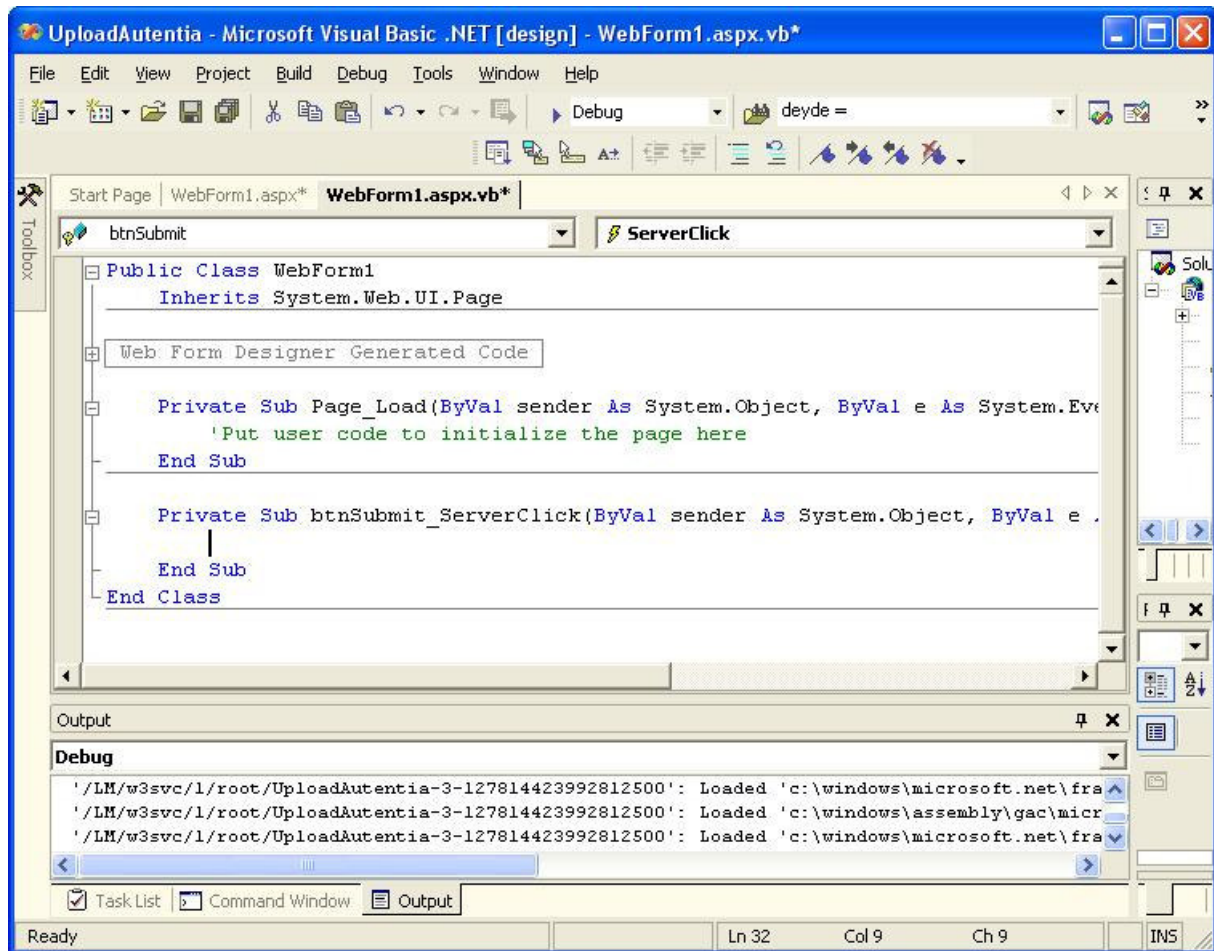 UploadAutentia - Microsoft Visual Basic .NET [design] - WebForm1.aspx.vb*
File Edit View Project Build Debug Tools Window Help
Debug deyde =
Toolbox
Start Page WebForm1.aspx* WebForm1.aspx.vb*
btnSubmit ServerClick
Public Class WebForm1
Inherits System.Web.UI.Page
Web Form Designer Generated Code
Private Sub Page_Load(ByVal sender As System.Object, ByVal e As System.Eve
'Put user code to initialize the page here
End Sub
Private Sub btnSubmit_ServerClick(ByVal sender As System.Object, ByVal e
End Sub
End Class
Solu
Output
Debug
'/LM/w3svc/1/root/UploadAutentia-3-127814423992812500': Loaded 'c:\windows\microsoft.net\fra
'/LM/w3svc/1/root/UploadAutentia-3-127814423992812500': Loaded 'c:\windows\assembly\gac\micr
'/LM/w3svc/1/root/UploadAutentia-3-127814423992812500': Loaded 'c:\windows\microsoft.net\fra
Task List Command Window Output
Ready Ln 32 Col 9 Ch 9 INS